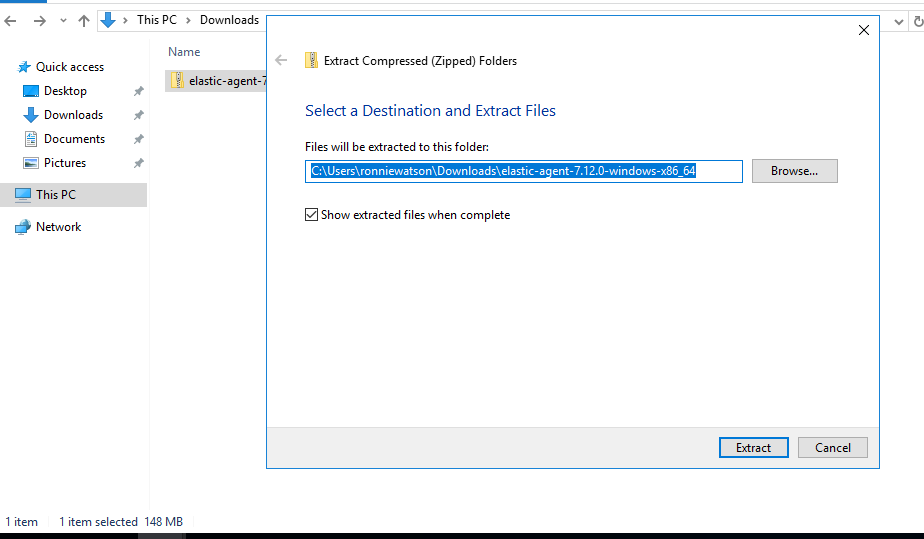 This PC
Downloads
Name
Quick access
Desktop
Downloads
Documents
Pictures
This PC
Network
elastic-agent-7
Extract Compressed (Zipped) Folders
Select a Destination and Extract Files
Files will be extracted to this folder:
C:\Users\ronniewatson\Downloads\elastic-agent-7.12.0-windows-x86_64
Browse...
Show extracted files when complete
Extract
Cancel
1 item
1 item selected 148 MB